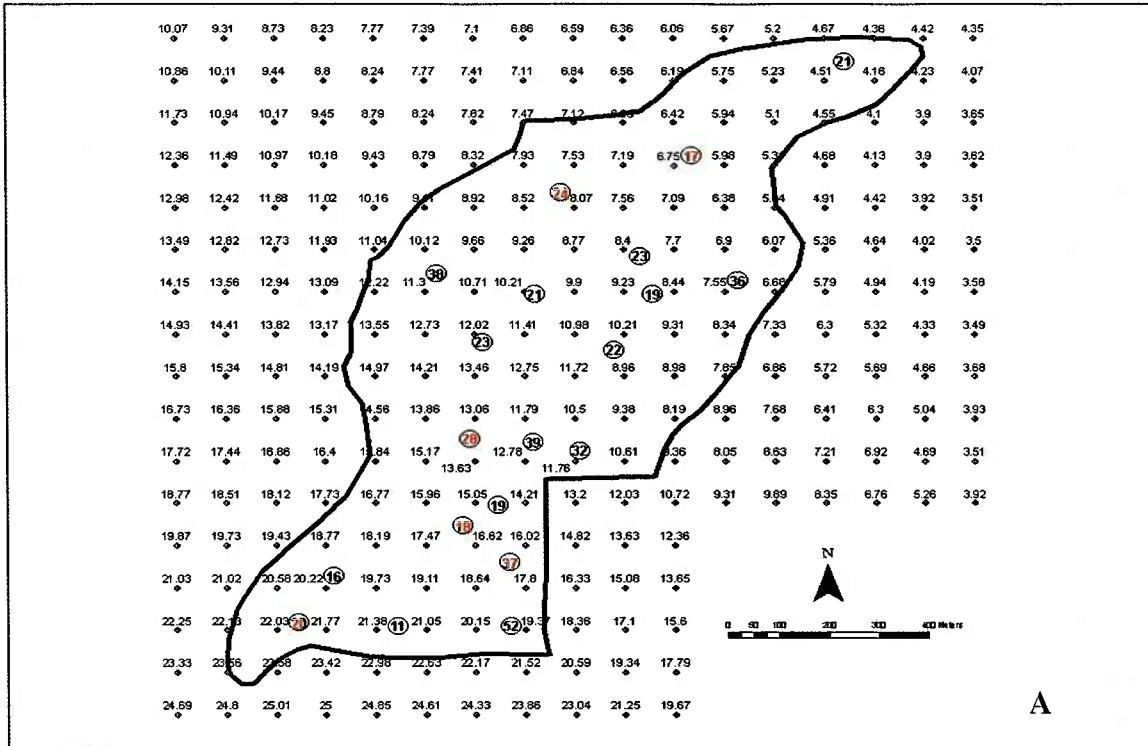 10.07 9.31 8.73 8.23 7.77 7.39 7.1 6.86 6.59 6.36 6.06 5.67 5.2 4.67 4.38 4.42 4.35
21
10.86 10.11 9.44 8.8 8.24 7.77 7.41 7.11 6.84 6.56 6.19 5.75 5.23 4.51 4.16 4.23 4.07
11.73 10.94 10.17 9.45 8.79 8.24 7.82 7.47 7.12 6.42 5.94 5.1 4.55 4.1 3.9 3.65
12.36 11.49 10.97 10.18 9.43 8.79 8.32 7.93 7.53 7.19 6.75 17 5.98 4.68 4.13 3.9 3.62
24
12.98 12.42 11.68 11.02 10.16 8.92 8.52 8.07 7.56 7.09 6.38 4.91 4.42 3.92 3.51
13.49 12.82 12.73 11.93 11.04 10.12 9.66 9.26 8.77 8.4 7.7 6.9 6.07 5.36 4.64 4.02 3.5
23
38 36
14.15 13.56 12.94 13.09 11.3 10.71 10.21 9.9 9.23 8.44 7.55 6.68 5.79 4.94 4.19 3.58
21 19
14.93 14.41 13.82 13.17 13.55 12.73 12.02 11.41 10.98 10.21 9.31 8.34 7.33 6.3 5.32 4.33 3.49
23 22
15.8 15.34 14.81 14.19 14.97 14.21 13.46 12.75 11.72 8.96 8.98 7.85 6.86 5.72 5.69 4.66 3.68
16.73 16.36 15.88 15.31 13.86 13.06 11.79 10.5 9.38 8.19 8.96 7.68 6.41 6.3 5.04 3.93
28 39 32
17.72 17.44 16.86 16.4 15.17 12.78 10.61 8.05 8.63 7.21 6.92 4.69 3.51
13.63 11.76
18.77 18.51 18.12 17.73 16.77 15.96 15.05 14.21 13.2 12.03 10.72 9.31 9.89 8.35 6.76 5.26 3.92
19
18
19.87 19.73 19.43 18.77 18.19 17.47 16.62 16.02 14.82 13.63 12.36
N
37
21.03 21.02 20.58 20.22 16 19.73 19.11 18.64 17.8 16.33 15.08 13.65
22.25 22.03 20 21.77 21.38 11 21.05 20.15 52 18.36 17.1 15.6
0 50 100 200 300 400 Meters
23.33 23.42 22.98 22.63 22.17 21.52 20.59 19.34 17.79
24.69 24.8 25.01 25 24.85 24.61 24.33 23.86 23.04 21.25 19.67
A